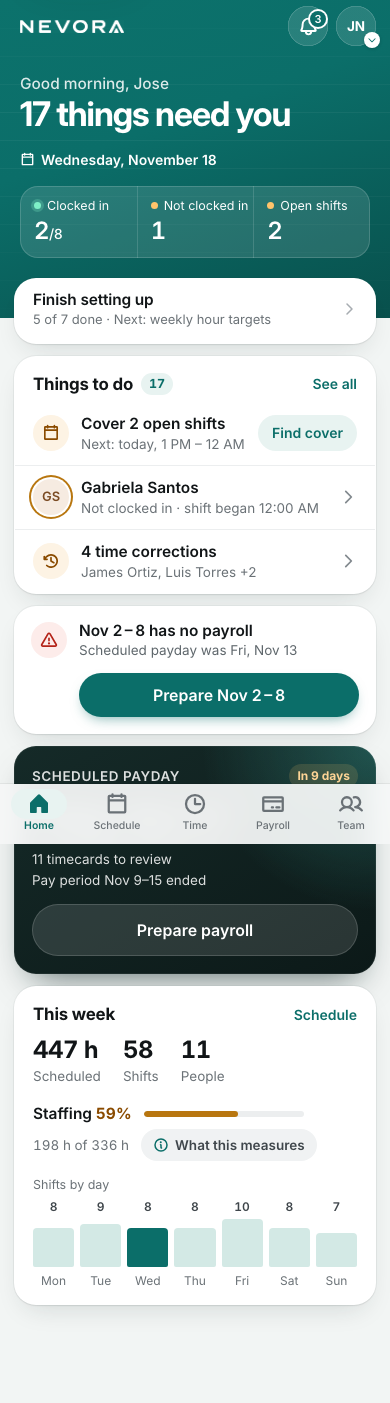 NEVORA
3
JN
Good morning, Jose
17 things need you
Wednesday, November 18
Clocked in
2/8
Not clocked in
1
Open shifts
2
Finish setting up
5 of 7 done · Next: weekly hour targets
Things to do 17 See all
Cover 2 open shifts
Next: today, 1 PM – 12 AM
Find cover
GS
Gabriela Santos
Not clocked in · shift began 12:00 AM
4 time corrections
James Ortiz, Luis Torres +2
Nov 2–8 has no payroll
Scheduled payday was Fri, Nov 13
Prepare Nov 2–8
SCHEDULED PAYDAY In 9 days
Home Schedule Time Payroll Team
11 timecards to review
Pay period Nov 9–15 ended
Prepare payroll
This week Schedule
447 h 58 11
Scheduled Shifts People
Staffing 59%
198 h of 336 h What this measures
Shifts by day
8 9 8 8 10 8 7
Mon Tue Wed Thu Fri Sat Sun